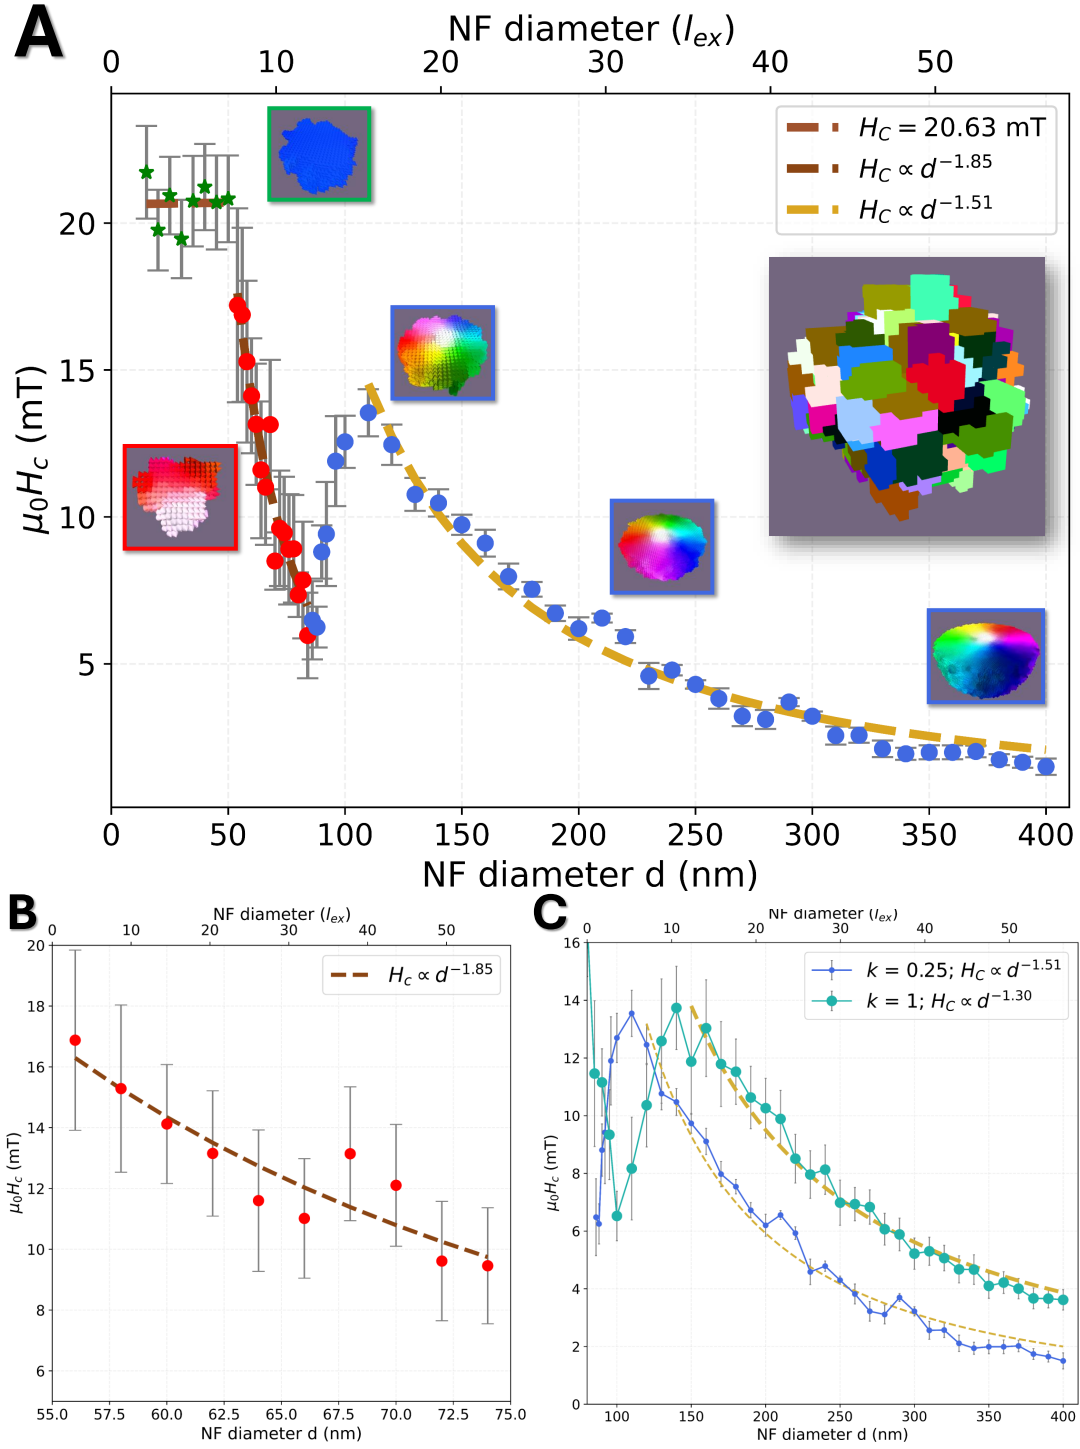 A
NF diameter (l_ex)
0 10 20 30 40 50
H_C = 20.63 mT
H_C ∝ d^−1.85
H_C ∝ d^−1.51
20
15
10
5
μ₀H_c (mT)
0 50 100 150 200 250 300 350 400
NF diameter d (nm)
B
NF diameter (l_ex)
0 10 20 30 40 50
H_c ∝ d^−1.85
20
18
16
14
12
10
8
6
μ₀H_c (mT)
55.0 57.5 60.0 62.5 65.0 67.5 70.0 72.5 75.0
NF diameter d (nm)
C
NF diameter (l_ex)
0 10 20 30 40 50
k = 0.25; H_C ∝ d^−1.51
k = 1; H_C ∝ d^−1.30
16
14
12
10
8
6
4
2
0
μ₀H_c (mT)
100 150 200 250 300 350 400
NF diameter d (nm)